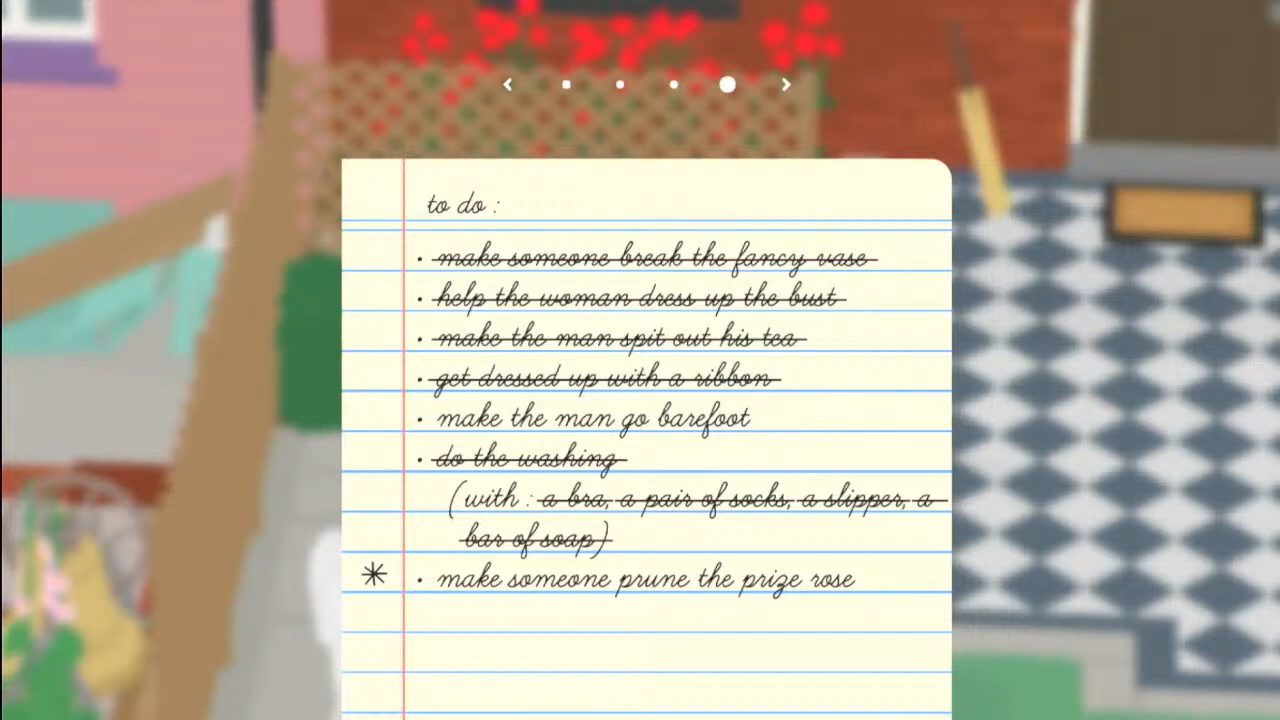 to do :
• make someone break the fancy vase
• help the woman dress up the bust
• make the man spit out his tea
• get dressed up with a ribbon
• make the man go barefoot
• do the washing
(with : a bra, a pair of socks, a slipper, a
bar of soap)
• make someone prune the prize rose